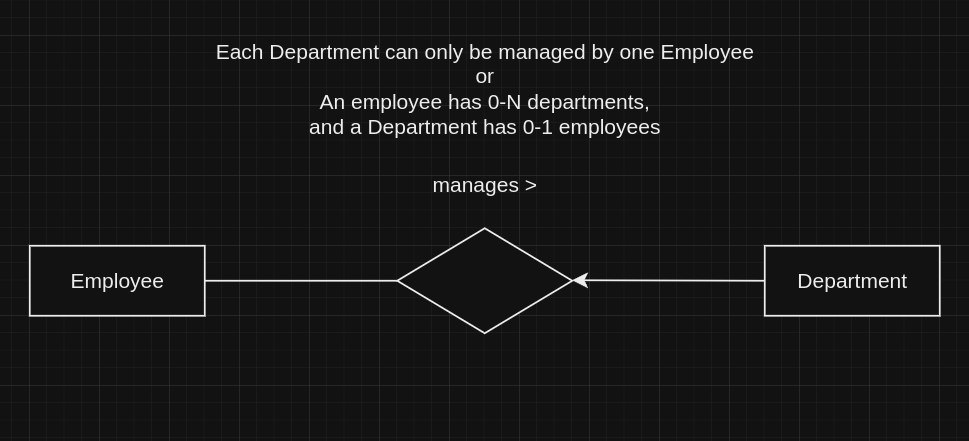 Each Department can only be managed by one Employee
or
An employee has 0-N departments,
and a Department has 0-1 employees
manages >
Employee
Department